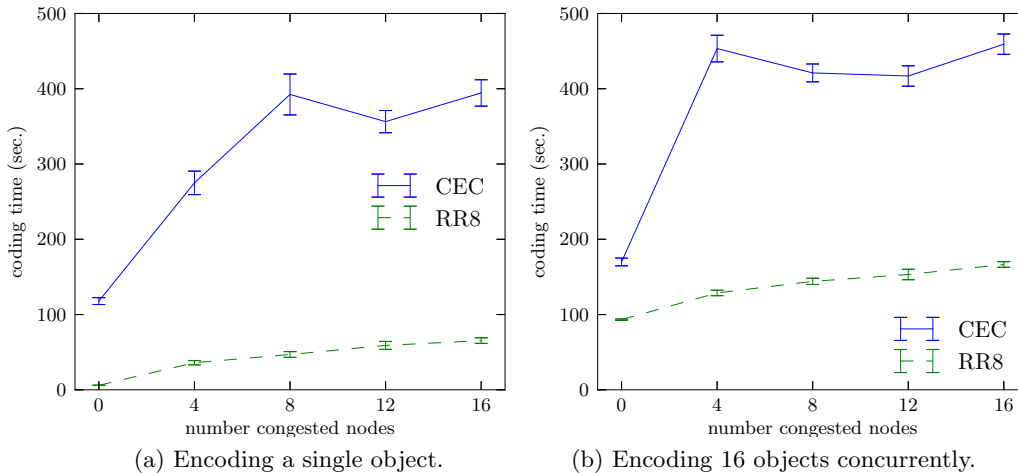 500
400
300
200
100
0
coding time (sec.)
CEC
RR8
0 4 8 12 16
number congested nodes
(a) Encoding a single object.
500
400
300
200
100
0
coding time (sec.)
CEC
RR8
0 4 8 12 16
number congested nodes
(b) Encoding 16 objects concurrently.